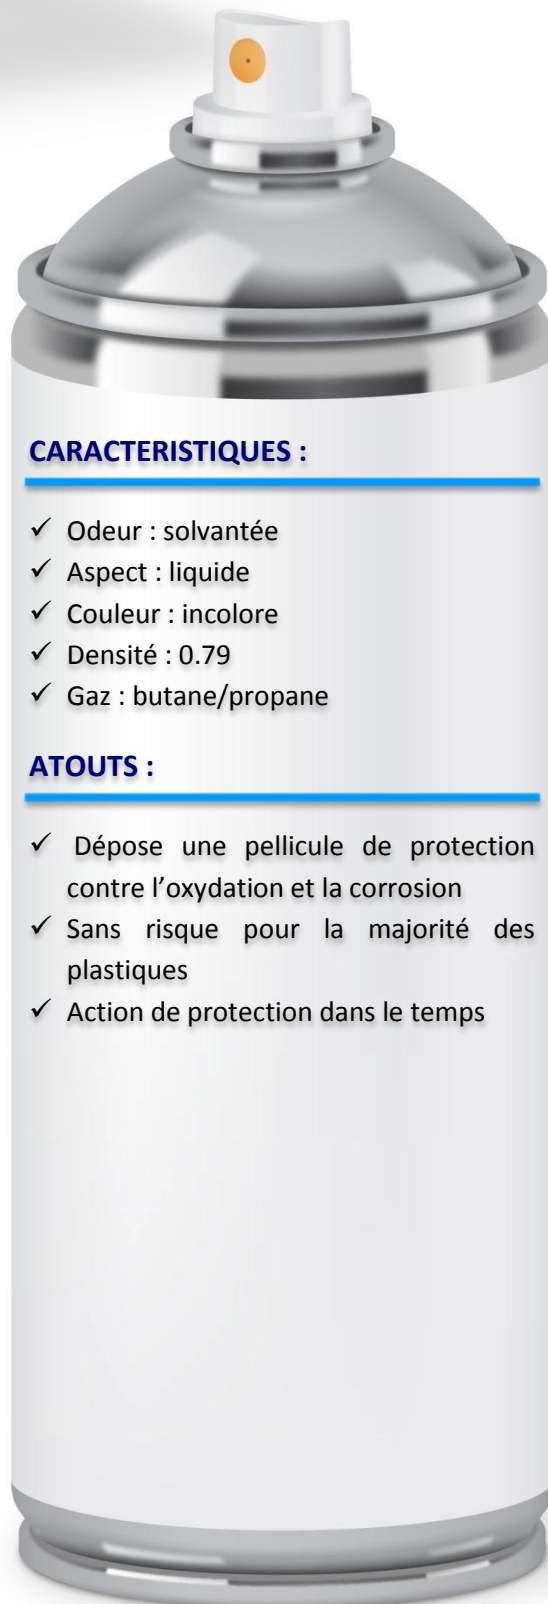 CARACTERISTIQUES :
✓ Odeur : solvantée
✓ Aspect : liquide
✓ Couleur : incolore
✓ Densité : 0.79
✓ Gaz : butane/propane
ATOUTS :
✓ Dépose une pellicule de protection
contre l’oxydation et la corrosion
✓ Sans risque pour la majorité des
plastiques
✓ Action de protection dans le temps